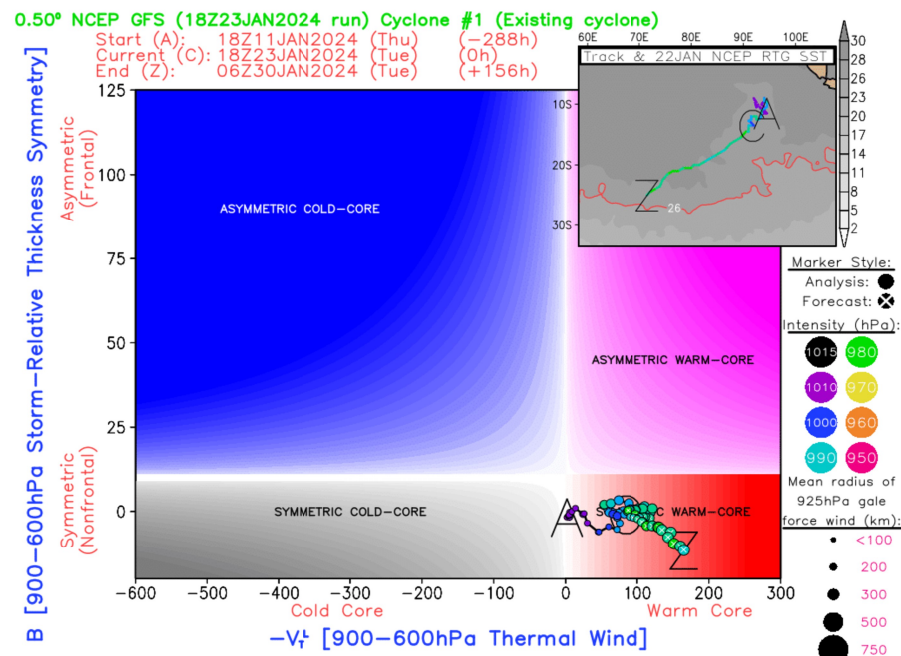 0.50° NCEP GFS (18Z23JAN2024 run) Cyclone #1 (Existing cyclone)
Start (A): 18Z11JAN2024 (Thu) (−288h)
Current (C): 18Z23JAN2024 (Tue) (0h)
End (Z): 06Z30JAN2024 (Tue) (+156h)
60E 70E 80E 90E 100E
Track & 22JAN NCEP RTG SST
10S
20S
30S
A
C
Z
26
30
28
26
23
20
17
14
11
8
5
2
B [900−600hPa Storm−Relative Thickness Symmetry]
Asymmetric
(Frontal)
Symmetric
(Nonfrontal)
125
100
75
50
25
0
ASYMMETRIC COLD−CORE
ASYMMETRIC WARM−CORE
SYMMETRIC COLD−CORE
A
S C WARM−CORE
Z
−600 −500 −400 −300 −200 −100 0 100 200 300
Cold Core Warm Core
−V_T^L [900−600hPa Thermal Wind]
Marker Style:
Analysis:
Forecast:
Intensity (hPa):
1015 980
1010 970
1000 960
990 950
Mean radius of
925hPa gale
force wind (km):
<100
200
300
500
750